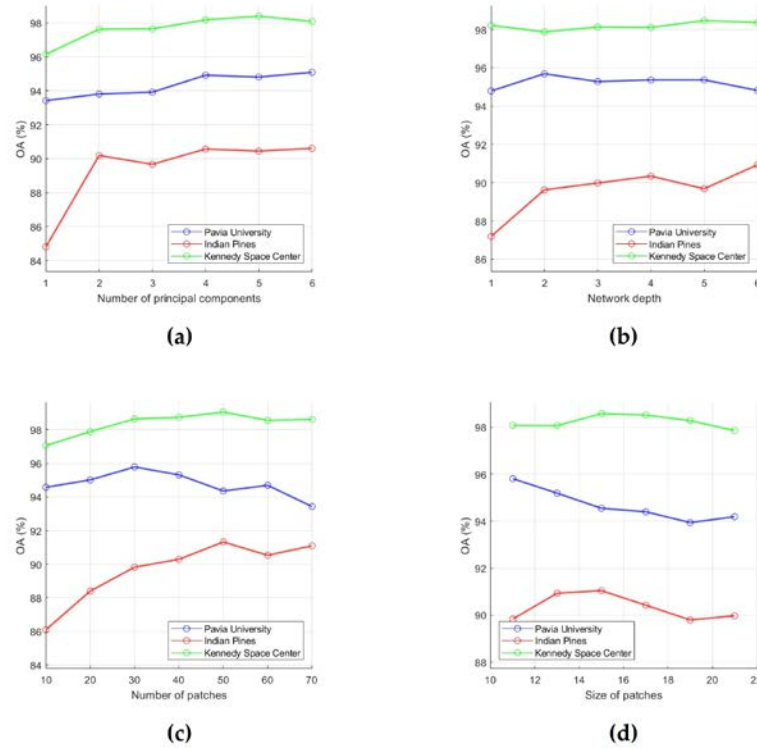 98
96
94
92
90
88
86
84
OA (%)
Pavia University
Indian Pines
Kennedy Space Center
1 2 3 4 5 6
Number of principal components
(a)
98
96
94
92
90
88
86
OA (%)
Pavia University
Indian Pines
Kennedy Space Center
1 2 3 4 5 6
Network depth
(b)
98
96
94
92
90
88
86
84
OA (%)
Pavia University
Indian Pines
Kennedy Space Center
10 20 30 40 50 60 70
Number of patches
(c)
98
96
94
92
90
88
OA (%)
Pavia University
Indian Pines
Kennedy Space Center
10 12 14 16 18 20 22
Size of patches
(d)